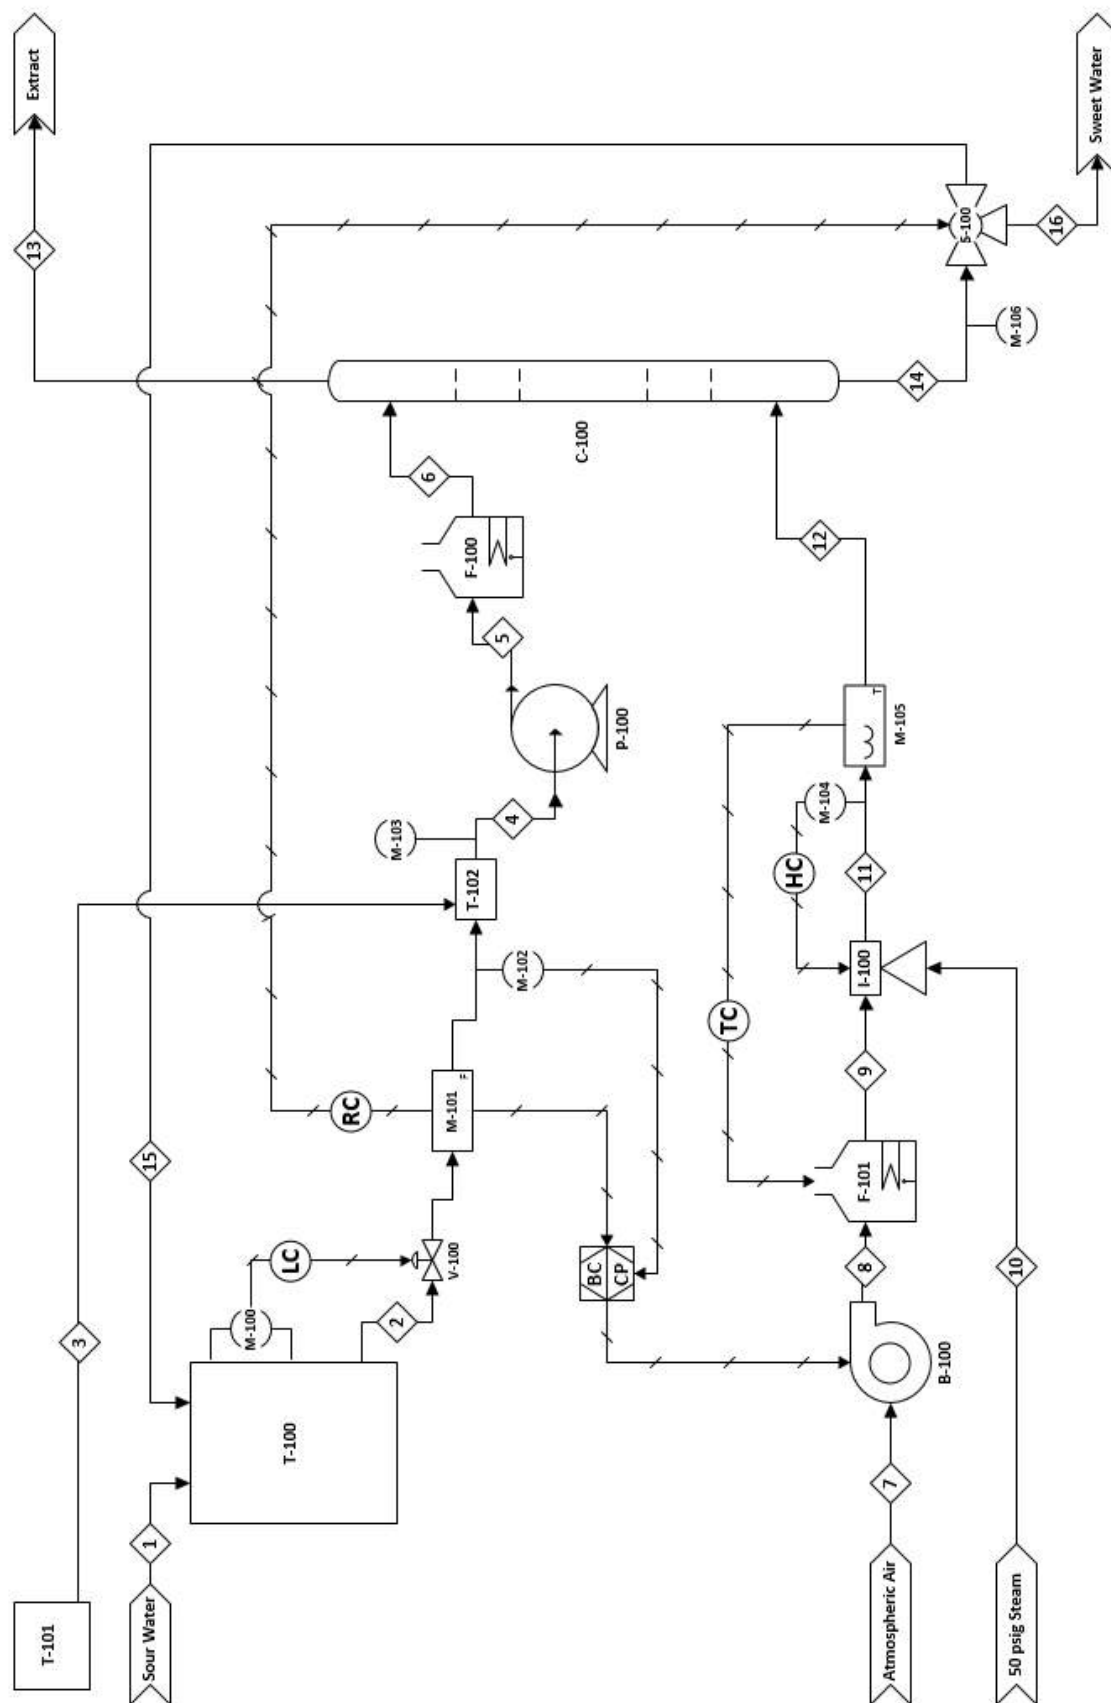 T-101
3
Sour Water
1
15
13
Extract
T-100
M-100
LC
2
V-100
RC
M-101
F
M-102
T-102
M-103
4
P-100
5
F-100
6
C-100
BC
CP
TC
Atmospheric Air
7
B-100
8
F-101
9
I-100
HC
11
M-104
M-105
T
12
14
M-106
S-100
16
Sweet Water
50 psig Steam
10